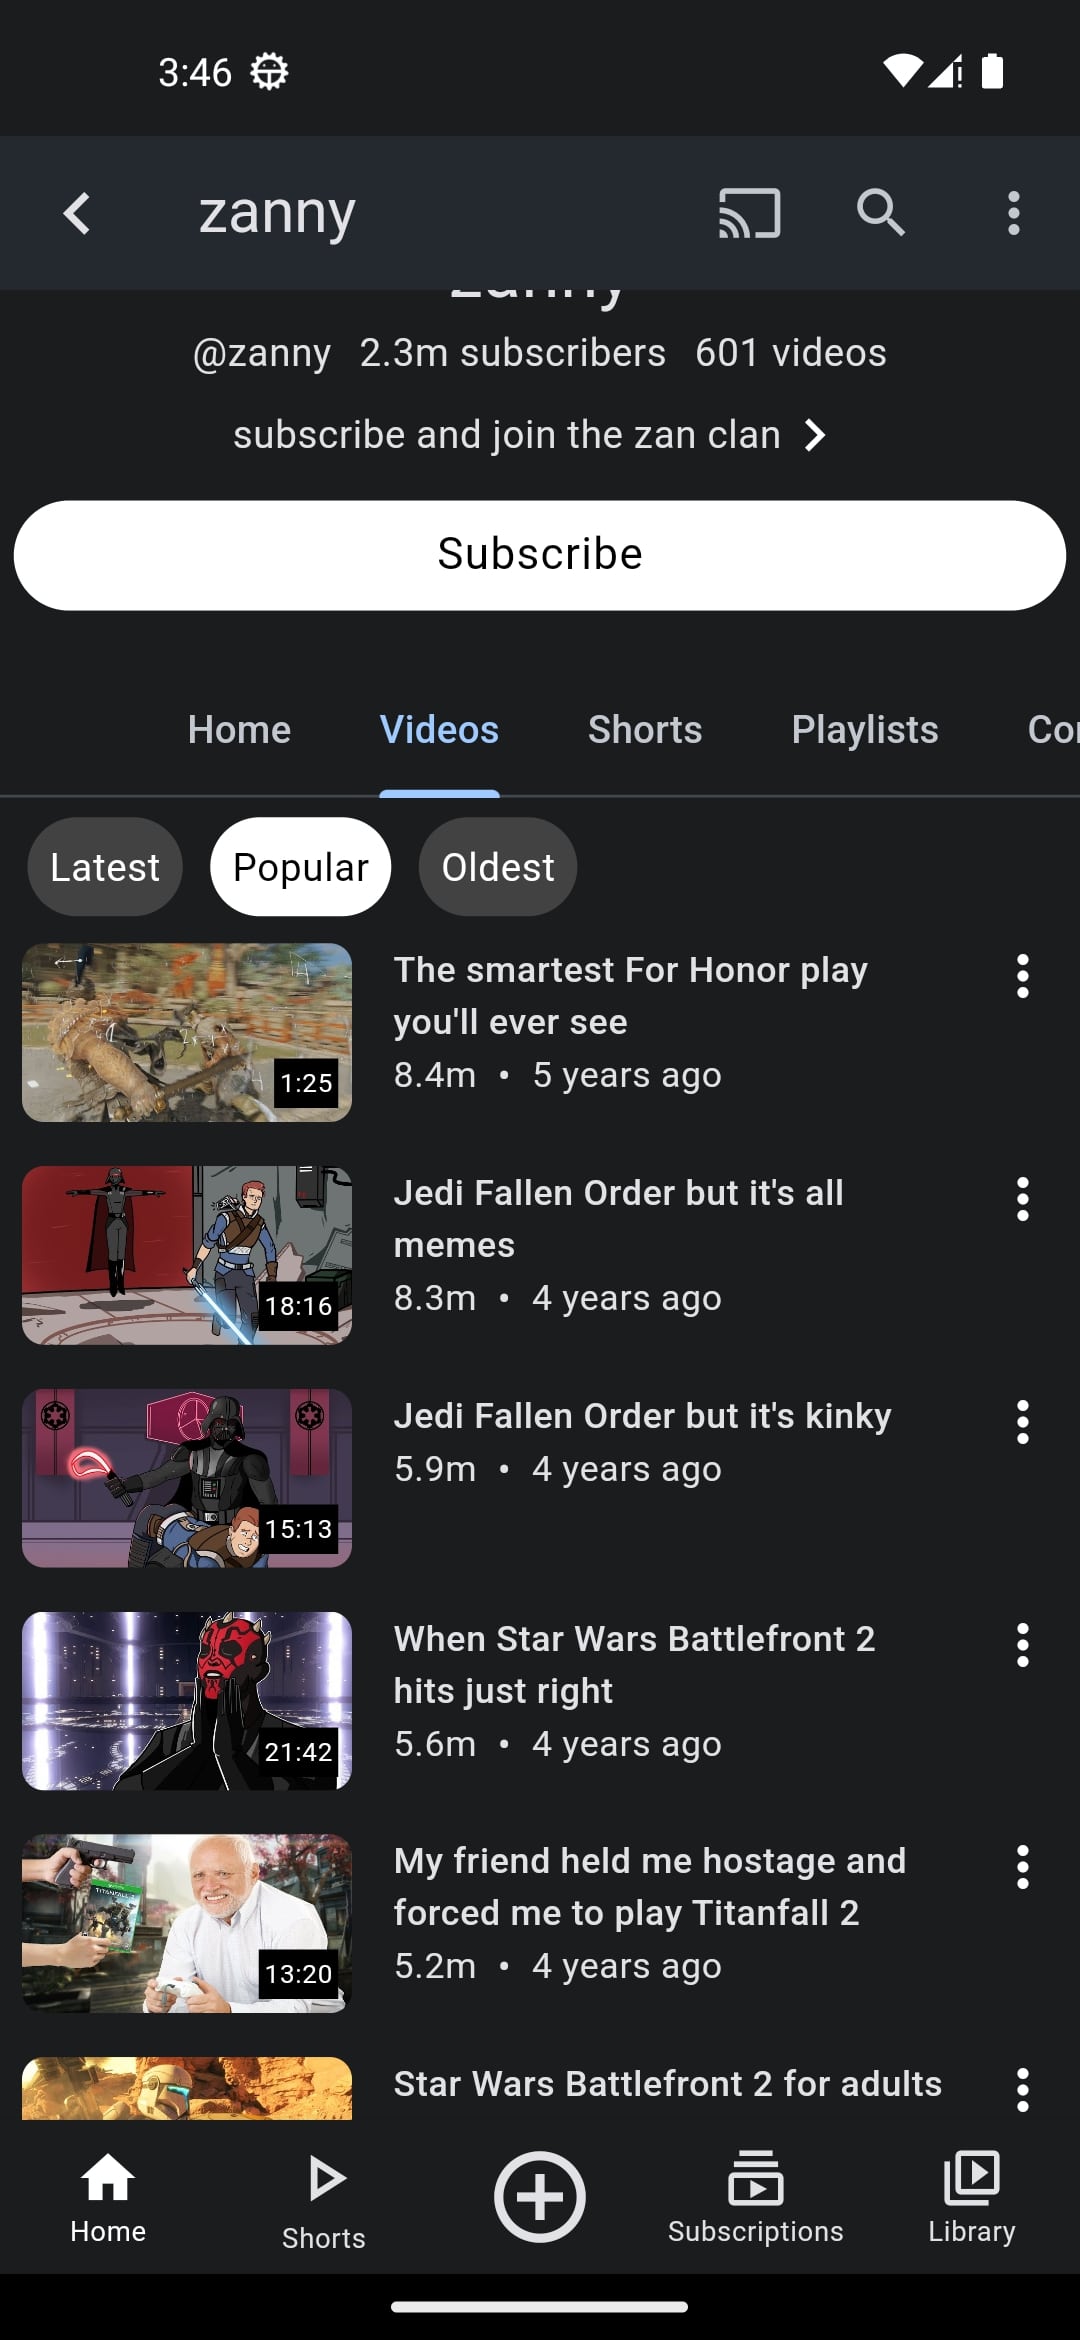 3:46
zanny
zanny
@zanny 2.3m subscribers 601 videos
subscribe and join the zan clan
Subscribe
Home Videos Shorts Playlists Co
Latest Popular Oldest
The smartest For Honor play
you'll ever see
8.4m • 5 years ago
1:25
Jedi Fallen Order but it's all
memes
8.3m • 4 years ago
18:16
Jedi Fallen Order but it's kinky
5.9m • 4 years ago
15:13
When Star Wars Battlefront 2
hits just right
5.6m • 4 years ago
21:42
My friend held me hostage and
forced me to play Titanfall 2
5.2m • 4 years ago
TITANFALL 2
13:20
Star Wars Battlefront 2 for adults
Home Shorts Subscriptions Library